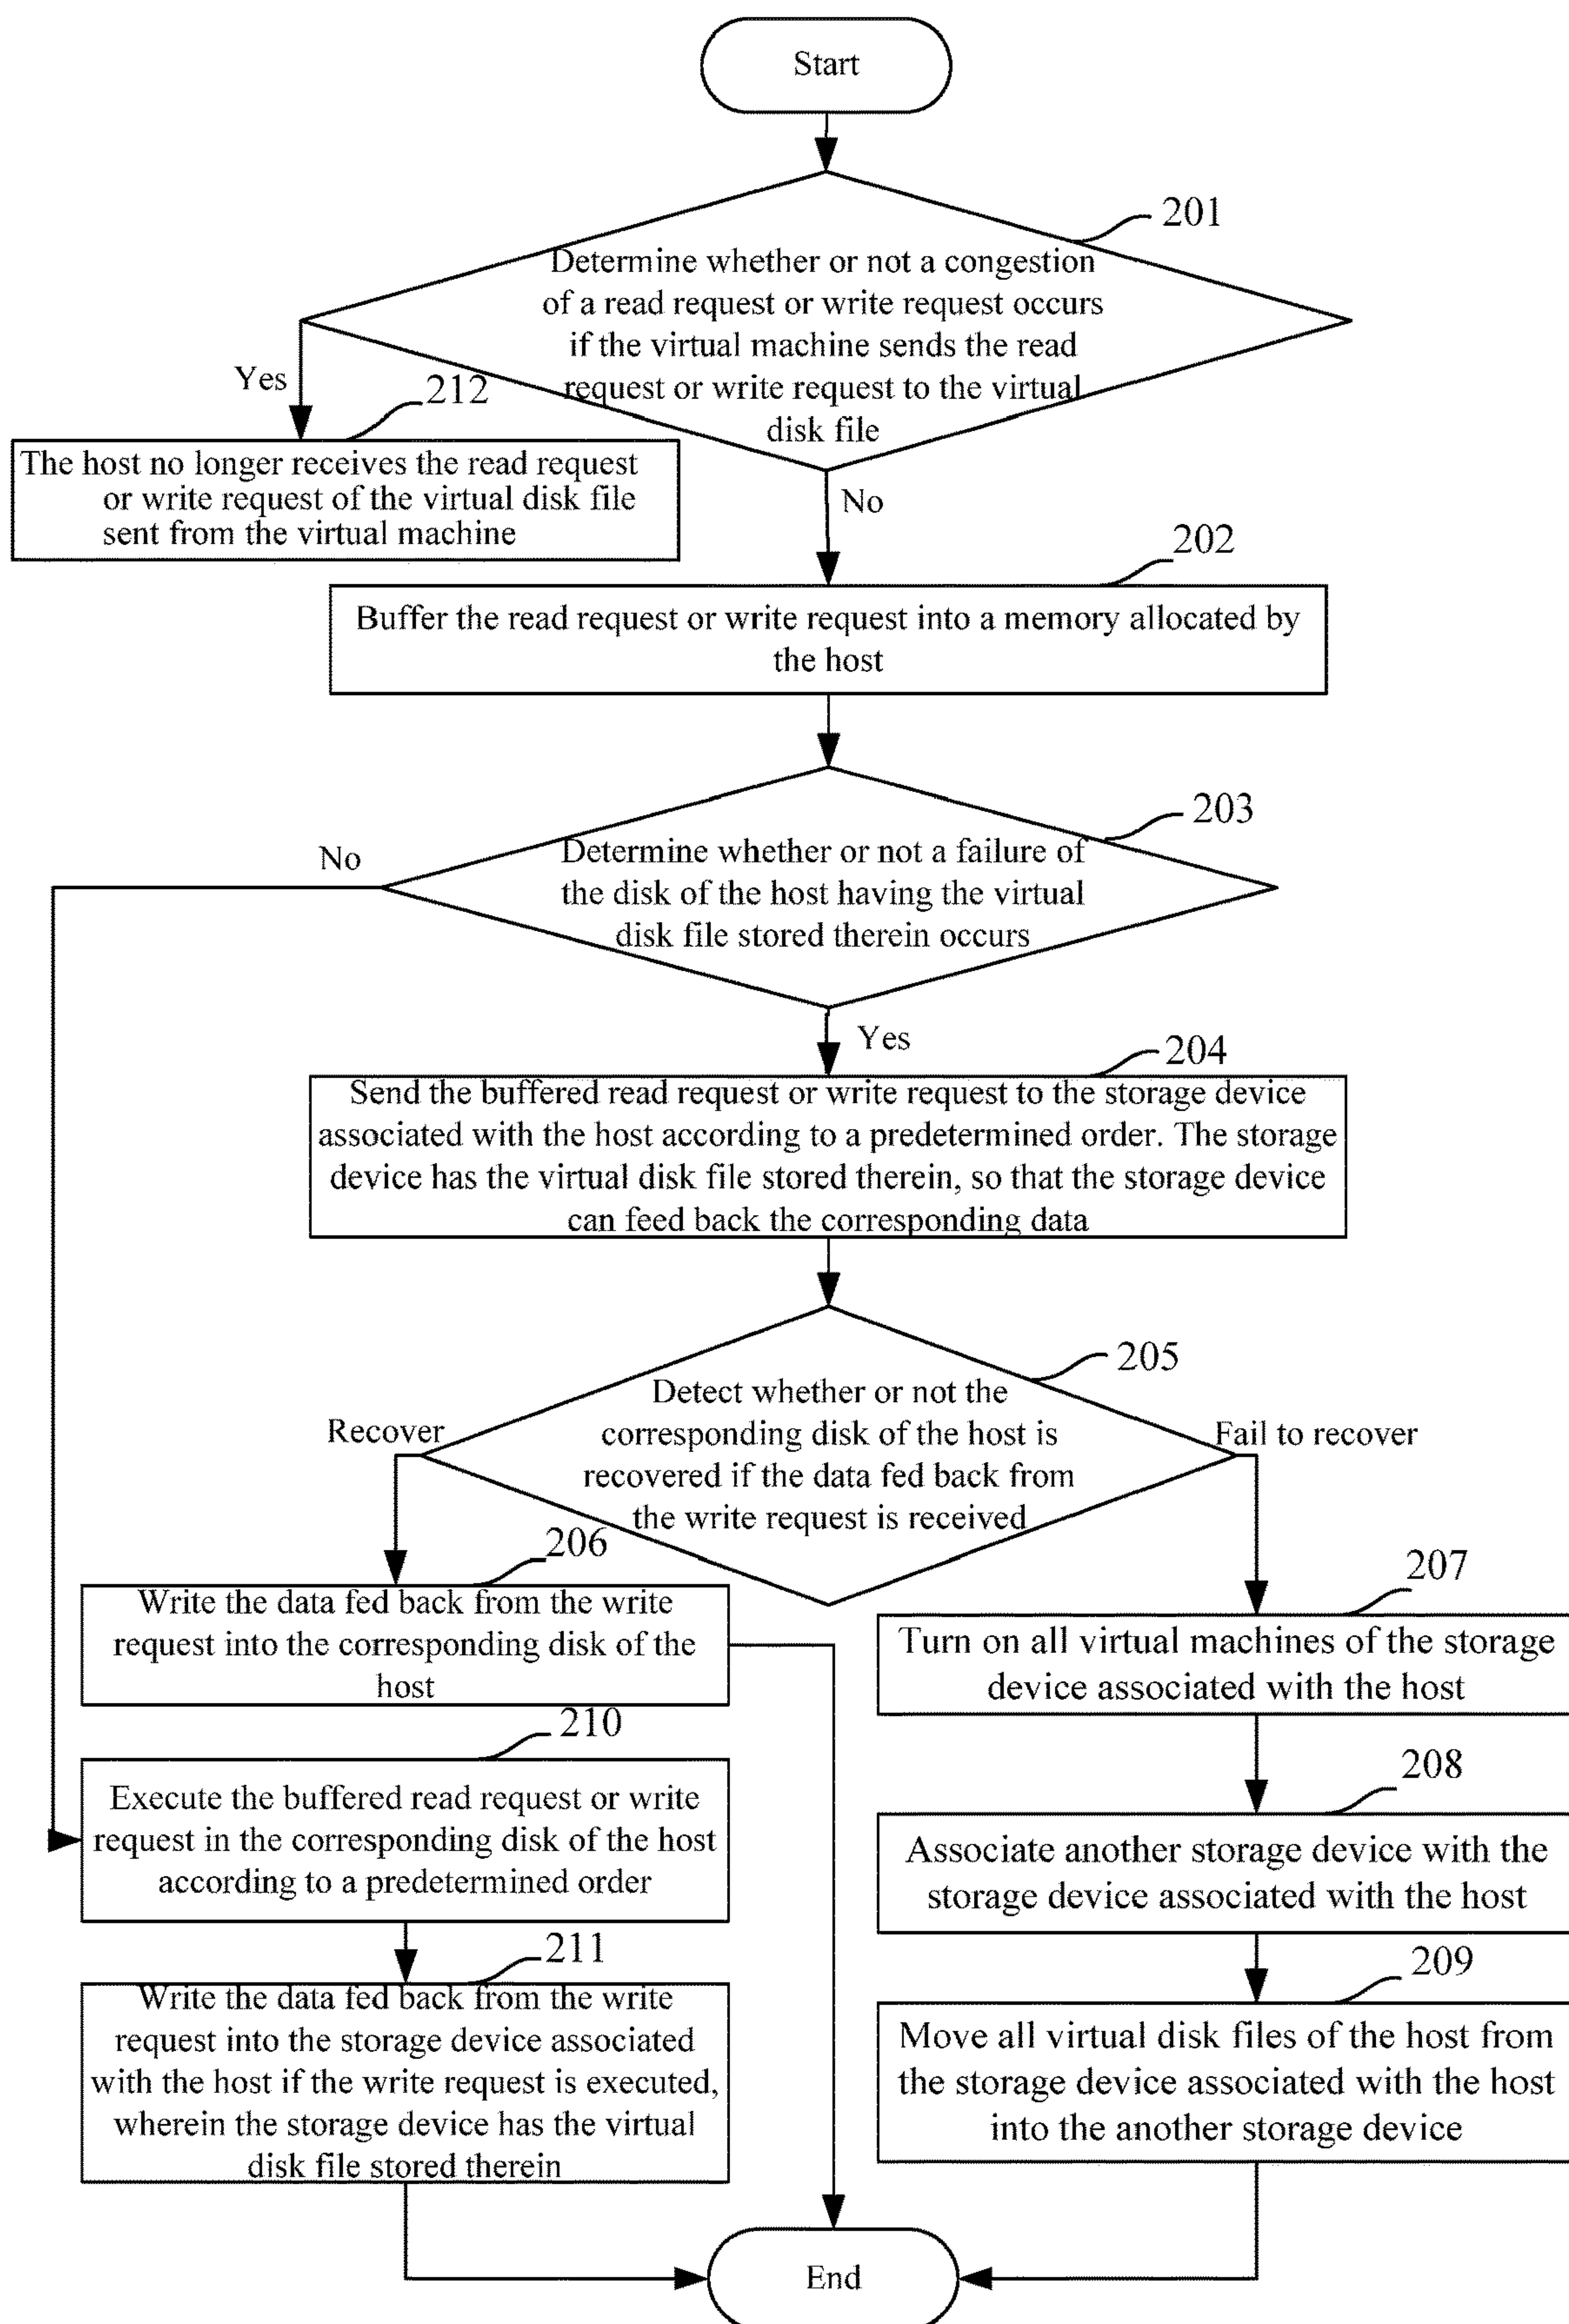 Start
201
Determine whether or not a congestion
of a read request or write request occurs
if the virtual machine sends the read
request or write request to the virtual
disk file
Yes
212
The host no longer receives the read request
or write request of the virtual disk file
sent from the virtual machine
No
202
Buffer the read request or write request into a memory allocated by
the host
203
No
Determine whether or not a failure of
the disk of the host having the virtual
disk file stored therein occurs
Yes
204
Send the buffered read request or write request to the storage device
associated with the host according to a predetermined order. The storage
device has the virtual disk file stored therein, so that the storage device
can feed back the corresponding data
205
Detect whether or not the
corresponding disk of the host is
recovered if the data fed back from
the write request is received
Recover
Fail to recover
206
Write the data fed back from the write
request into the corresponding disk of the
host
207
Turn on all virtual machines of the storage
device associated with the host
210
Execute the buffered read request or write
request in the corresponding disk of the host
according to a predetermined order
208
Associate another storage device with the
storage device associated with the host
211
Write the data fed back from the write
request into the storage device associated
with the host if the write request is executed,
wherein the storage device has the virtual
disk file stored therein
209
Move all virtual disk files of the host from
the storage device associated with the host
into the another storage device
End